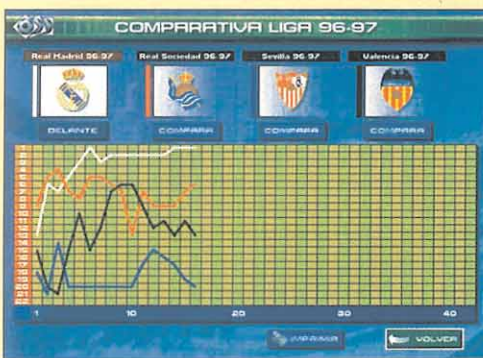 COMPARATIVA LIGA 96-97
Real Madrid 96-97 Real Sociedad 96-97 Sevilla 96-97 Valencia 96-97
DELANTE COMPARA COMPARA COMPARA
1 10 20 30 40
IMPRIMIR VOLVER